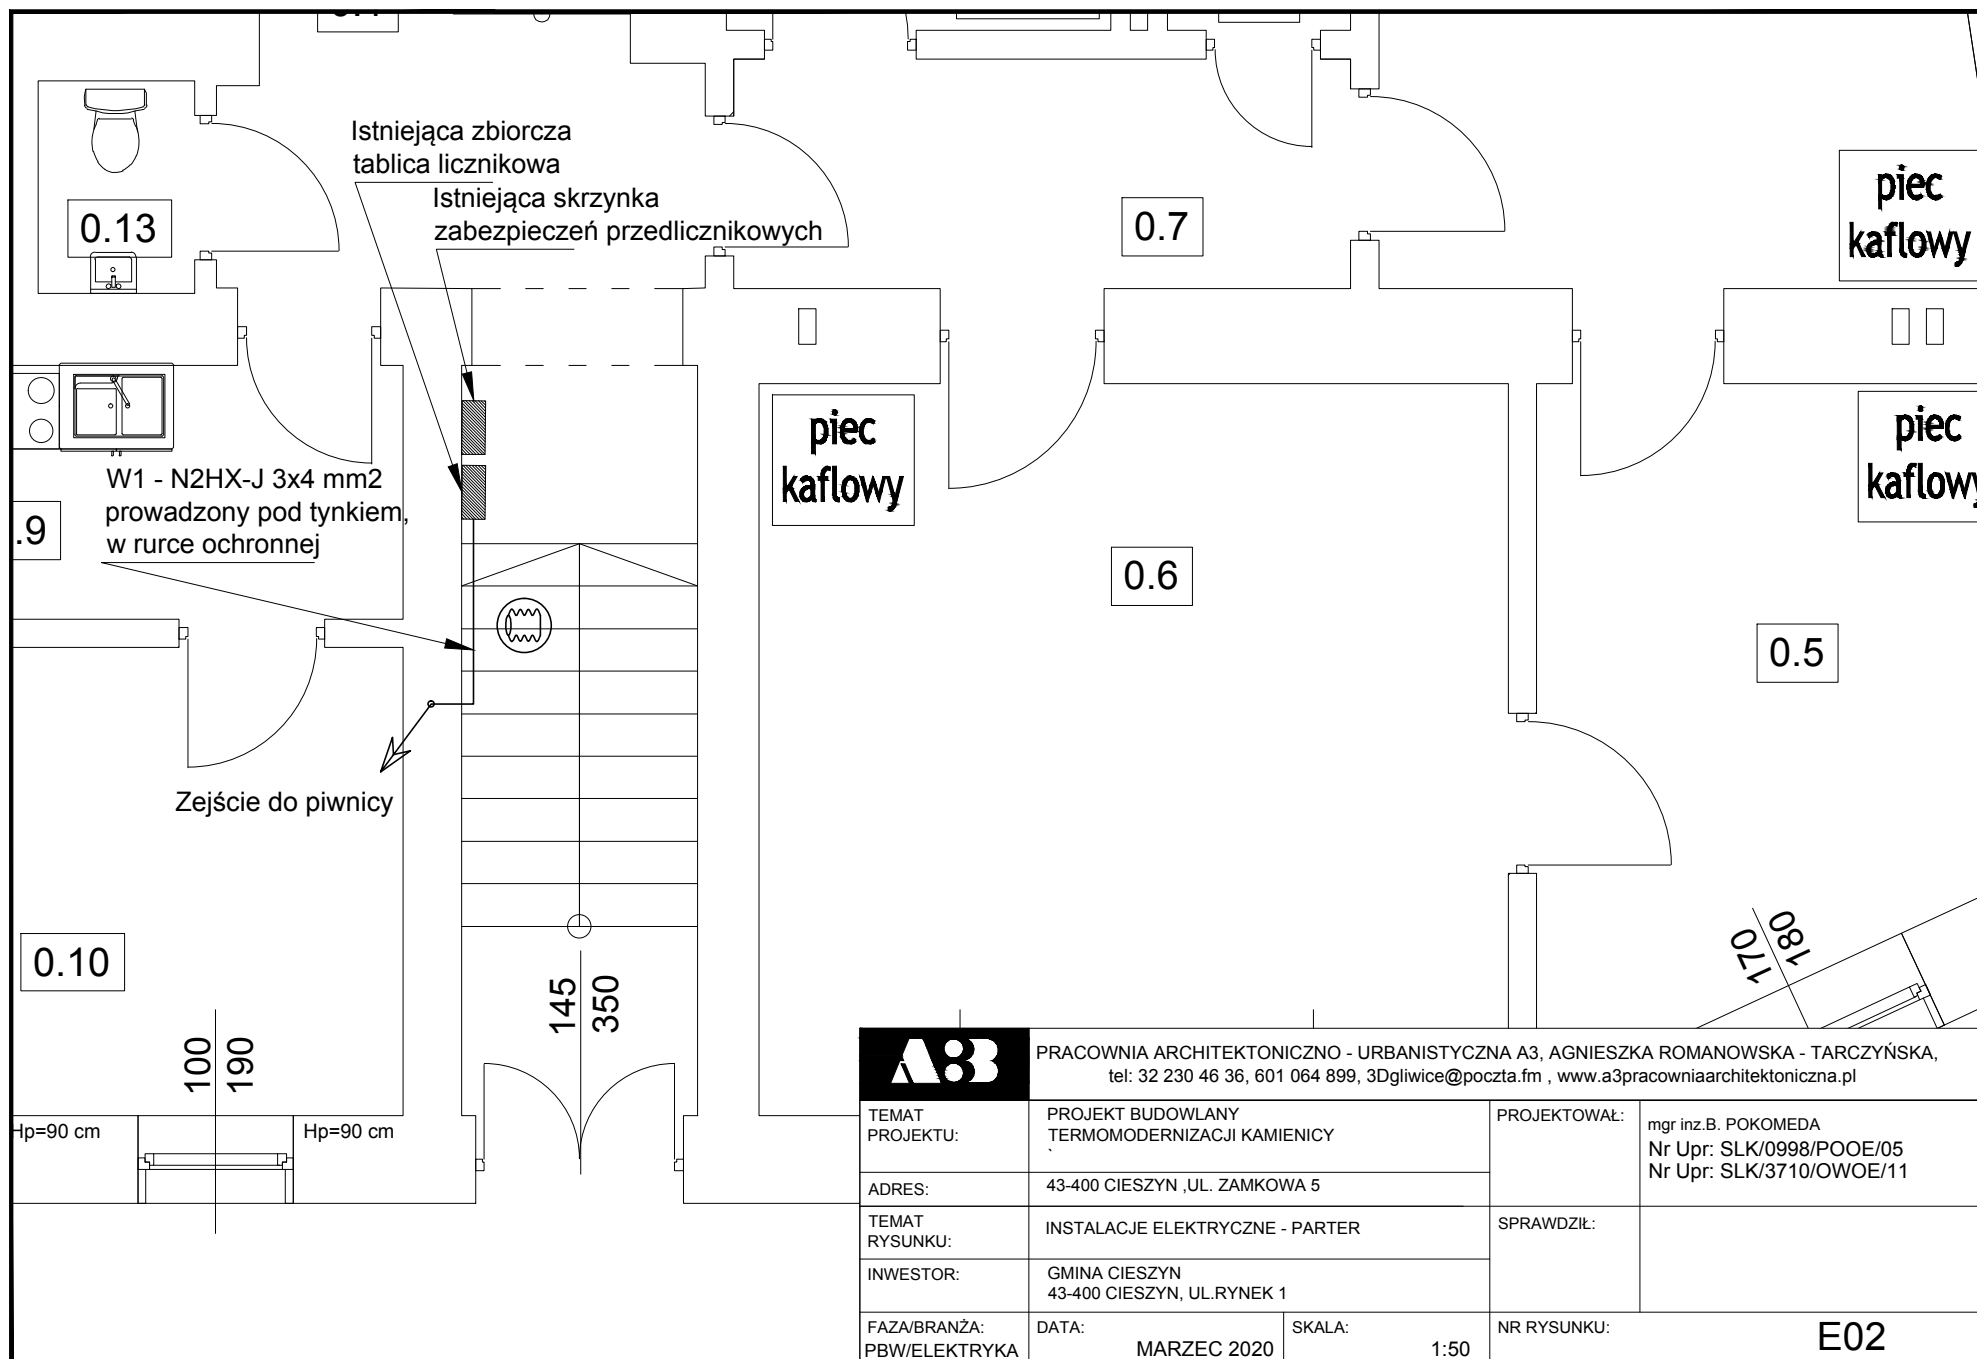 Istniejąca zbiorcza
tablica licznikowa
Istniejąca skrzynka
zabezpieczeń przedlicznikowych
0.13
0.7
piec
kaflowy
piec
kaflowy
piec
kaflowy
W1 - N2HX-J 3x4 mm2
prowadzony pod tynkiem,
w rurce ochronnej
.9
0.6
0.5
Zejście do piwnicy
0.10
100
190
145
350
170
180
Hp=90 cm
Hp=90 cm
A3
PRACOWNIA ARCHITEKTONICZNO - URBANISTYCZNA A3, AGNIESZKA ROMANOWSKA - TARCZYŃSKA,
tel: 32 230 46 36, 601 064 899, 3Dgliwice@poczta.fm , www.a3pracowniaarchitektoniczna.pl
TEMAT
PROJEKTU:
PROJEKT BUDOWLANY
TERMOMODERNIZACJI KAMIENICY
`
PROJEKTOWAŁ:
mgr inz.B. POKOMEDA
Nr Upr: SLK/0998/POOE/05
Nr Upr: SLK/3710/OWOE/11
ADRES:
43-400 CIESZYN ,UL. ZAMKOWA 5
TEMAT
RYSUNKU:
INSTALACJE ELEKTRYCZNE - PARTER
SPRAWDZIŁ:
INWESTOR:
GMINA CIESZYN
43-400 CIESZYN, UL.RYNEK 1
FAZA/BRANŻA:
PBW/ELEKTRYKA
DATA:
MARZEC 2020
SKALA:
1:50
NR RYSUNKU:
E02